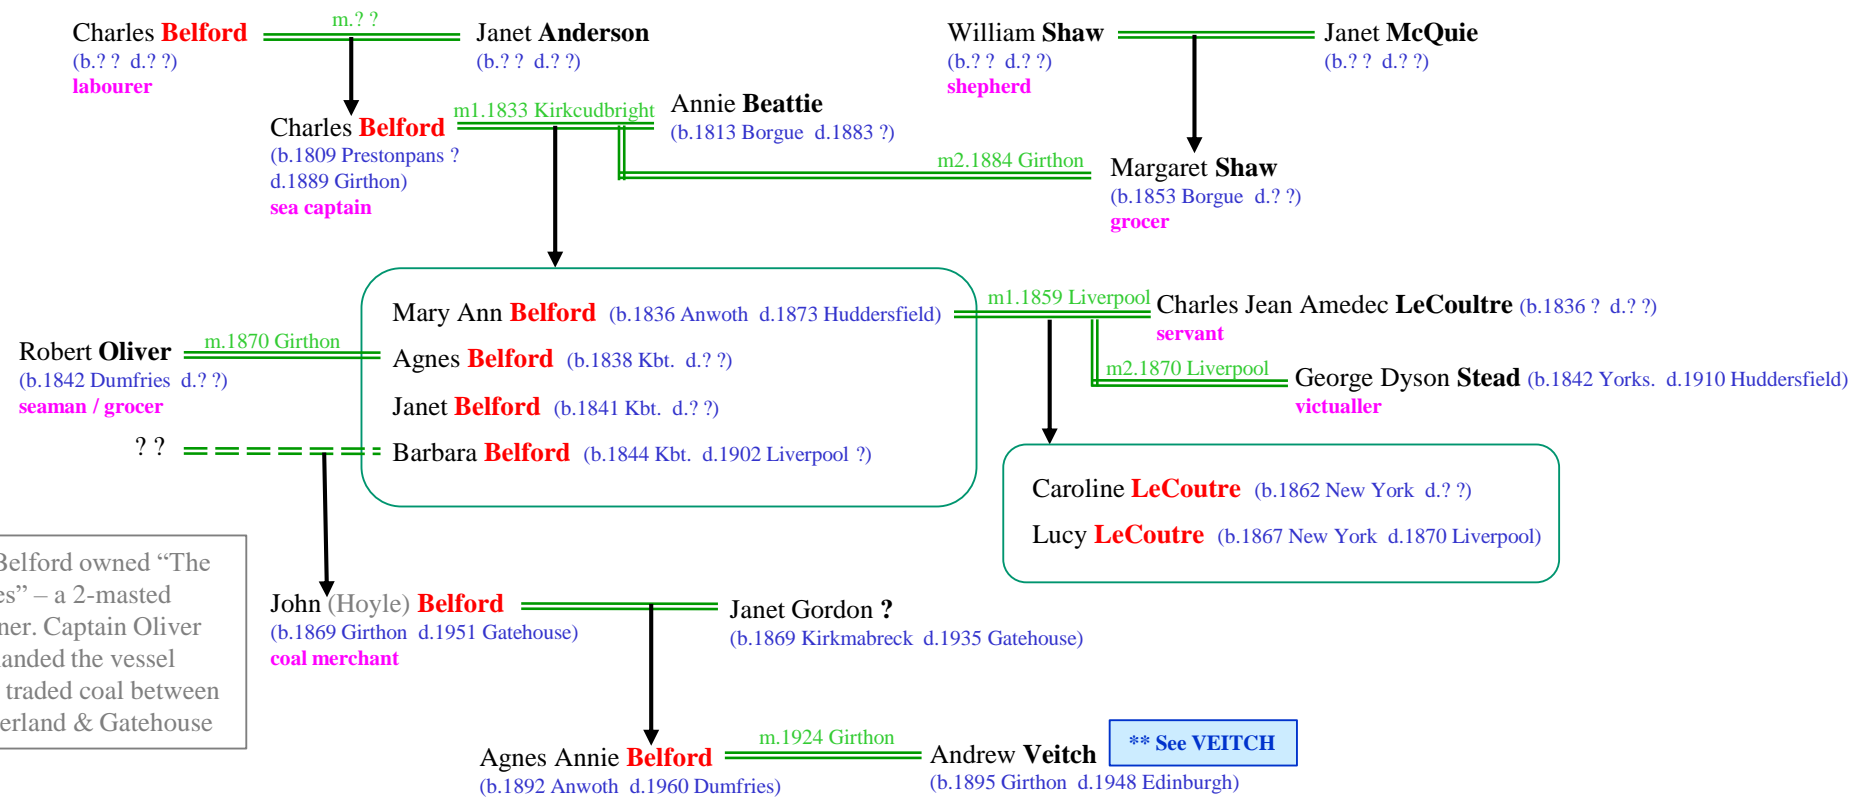 m.? ?
Charles Belford
Janet Anderson
William Shaw
Janet McQuie
(b.? ? d.? ?)
(b.? ? d.? ?)
(b.? ? d.? ?)
(b.? ? d.? ?)
labourer
shepherd
m1.1833 Kirkcudbright
Annie Beattie
(b.1813 Borgue d.1883 ?)
Charles Belford
(b.1809 Prestonpans ?
d.1889 Girthon)
sea captain
m2.1884 Girthon
Margaret Shaw
(b.1853 Borgue d.? ?)
grocer
Mary Ann Belford (b.1836 Anwoth d.1873 Huddersfield)
m1.1859 Liverpool
Charles Jean Amedec LeCoultre (b.1836 ? d.? ?)
servant
Robert Oliver
(b.1842 Dumfries d.? ?)
seaman / grocer
m.1870 Girthon
Agnes Belford (b.1838 Kbt. d.? ?)
m2.1870 Liverpool
George Dyson Stead (b.1842 Yorks. d.1910 Huddersfield)
victualler
Janet Belford (b.1841 Kbt. d.? ?)
? ?
Barbara Belford (b.1844 Kbt. d.1902 Liverpool ?)
Caroline LeCoutre (b.1862 New York d.? ?)
Lucy LeCoutre (b.1867 New York d.1870 Liverpool)
Belford owned “The
es” – a 2-masted
ner. Captain Oliver
anded the vessel
traded coal between
erland & Gatehouse
John (Hoyle) Belford
(b.1869 Girthon d.1951 Gatehouse)
coal merchant
Janet Gordon ?
(b.1869 Kirkmabreck d.1935 Gatehouse)
Agnes Annie Belford
(b.1892 Anwoth d.1960 Dumfries)
m.1924 Girthon
Andrew Veitch
(b.1895 Girthon d.1948 Edinburgh)
** See VEITCH